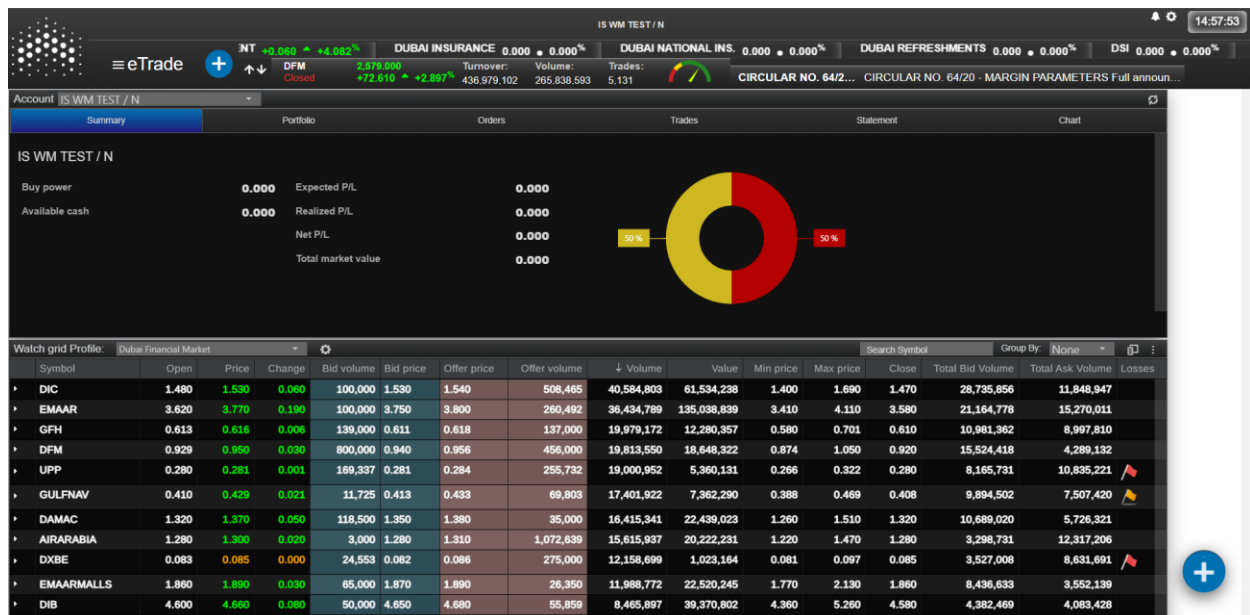 IS WM TEST / N
14:57:53
NT +0.060 +4.082% DUBAI INSURANCE 0.000 0.000% DUBAI NATIONAL INS. 0.000 0.000% DUBAI REFRESHMENTS 0.000 0.000% DSI 0.000 0.000%
≡ eTrade
DFM 2,579.000 Turnover: Volume: Trades:
Closed +72.610 +2.897% 436,979,102 265,838,593 5,131
CIRCULAR NO. 64/2... CIRCULAR NO. 64/20 - MARGIN PARAMETERS Full announ...
Account IS WM TEST / N
Summary Portfolio Orders Trades Statement Chart
IS WM TEST / N
Buy power 0.000 Expected P/L 0.000
Available cash 0.000 Realized P/L 0.000
Net P/L 0.000
50 % 50 %
Total market value 0.000
Watch grid Profile: Dubai Financial Market Search Symbol Group By: None
Symbol Open Price Change Bid volume Bid price Offer price Offer volume ↓ Volume Value Min price Max price Close Total Bid Volume Total Ask Volume Losses
DIC 1.480 1.530 0.060 100,000 1.530 1.540 508,465 40,584,803 61,534,238 1.400 1.690 1.470 28,735,856 11,848,947
EMAAR 3.620 3.770 0.190 100,000 3.750 3.800 260,492 36,434,789 135,038,839 3.410 4.110 3.580 21,164,778 15,270,011
GFH 0.613 0.616 0.006 139,000 0.611 0.618 137,000 19,979,172 12,280,357 0.580 0.701 0.610 10,981,362 8,997,810
DFM 0.929 0.950 0.030 800,000 0.940 0.956 456,000 19,813,550 18,648,322 0.874 1.050 0.920 15,524,418 4,289,132
UPP 0.280 0.281 0.001 169,337 0.281 0.284 255,732 19,000,952 5,360,131 0.266 0.322 0.280 8,165,731 10,835,221
GULFNAV 0.410 0.429 0.021 11,725 0.413 0.433 69,803 17,401,922 7,362,290 0.388 0.469 0.408 9,894,502 7,507,420
DAMAC 1.320 1.370 0.050 118,500 1.350 1.380 35,000 16,415,341 22,439,023 1.260 1.510 1.320 10,689,020 5,726,321
AIRARABIA 1.280 1.300 0.020 3,000 1.280 1.310 1,072,639 15,615,937 20,222,231 1.220 1.470 1.280 3,298,731 12,317,206
DXBE 0.083 0.085 0.000 24,553 0.082 0.086 275,000 12,158,699 1,023,164 0.081 0.097 0.085 3,527,008 8,631,691
EMAARMALLS 1.860 1.890 0.030 65,000 1.870 1.890 26,350 11,988,772 22,520,245 1.770 2.130 1.860 8,436,633 3,552,139
DIB 4.600 4.660 0.080 50,000 4.650 4.680 55,859 8,465,897 39,370,802 4.360 5.260 4.580 4,382,469 4,083,428